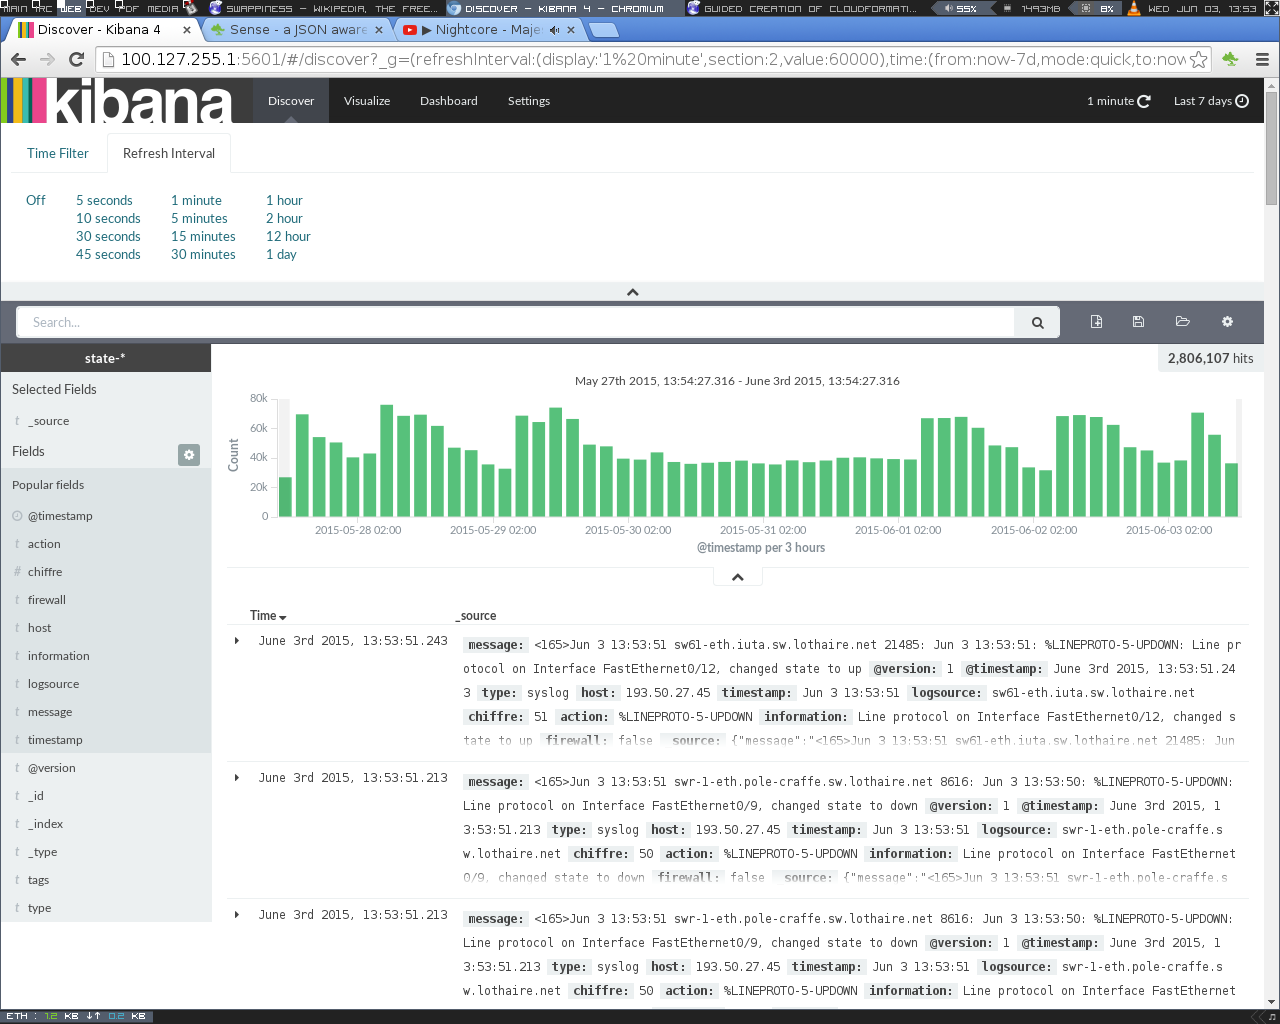 MAIN ARC WEB DEV PDF MEDIA SWAPPINESS – WIKIPEDIA, THE FREE... DISCOVER – KIBANA 4 – CHROMIUM GUIDED CREATION OF CLOUDFORMATI... 55% 1493MB 8% WED JUN 03, 13:53
Discover - Kibana 4 Sense - a JSON aware ▶ Nightcore - Maje
100.127.255.1:5601/#/discover?_g=(refreshInterval:(display:'1%20minute',section:2,value:60000),time:(from:now-7d,mode:quick,to:now
kibana Discover Visualize Dashboard Settings 1 minute Last 7 days
Time Filter Refresh Interval
Off 5 seconds 1 minute 1 hour
10 seconds 5 minutes 2 hour
30 seconds 15 minutes 12 hour
45 seconds 30 minutes 1 day
Search...
state-* 2,806,107 hits
Selected Fields
t _source
Fields
Popular fields
@timestamp
t action
# chiffre
t firewall
t host
t information
t logsource
t message
t timestamp
t @version
t _id
t _index
t _type
t tags
t type
May 27th 2015, 13:54:27.316 - June 3rd 2015, 13:54:27.316
Count
80k
60k
40k
20k
0
2015-05-28 02:00 2015-05-29 02:00 2015-05-30 02:00 2015-05-31 02:00 2015-06-01 02:00 2015-06-02 02:00 2015-06-03 02:00
@timestamp per 3 hours
Time _source
June 3rd 2015, 13:53:51.243 message: <165>Jun 3 13:53:51 sw61-eth.iuta.sw.lothaire.net 21485: Jun 3 13:53:51: %LINEPROTO-5-UPDOWN: Line pr
otocol on Interface FastEthernet0/12, changed state to up @version: 1 @timestamp: June 3rd 2015, 13:53:51.24
3 type: syslog host: 193.50.27.45 timestamp: Jun 3 13:53:51 logsource: sw61-eth.iuta.sw.lothaire.net
chiffre: 51 action: %LINEPROTO-5-UPDOWN information: Line protocol on Interface FastEthernet0/12, changed s
tate to up firewall: false _source: {"message":"<165>Jun 3 13:53:51 sw61-eth.iuta.sw.lothaire.net 21485: Jun
June 3rd 2015, 13:53:51.213 message: <165>Jun 3 13:53:51 swr-1-eth.pole-craffe.sw.lothaire.net 8616: Jun 3 13:53:50: %LINEPROTO-5-UPDOWN:
Line protocol on Interface FastEthernet0/9, changed state to down @version: 1 @timestamp: June 3rd 2015, 1
3:53:51.213 type: syslog host: 193.50.27.45 timestamp: Jun 3 13:53:51 logsource: swr-1-eth.pole-craffe.s
w.lothaire.net chiffre: 50 action: %LINEPROTO-5-UPDOWN information: Line protocol on Interface FastEthernet
0/9, changed state to down firewall: false _source: {"message":"<165>Jun 3 13:53:51 swr-1-eth.pole-craffe.s
June 3rd 2015, 13:53:51.213 message: <165>Jun 3 13:53:51 swr-1-eth.pole-craffe.sw.lothaire.net 8616: Jun 3 13:53:50: %LINEPROTO-5-UPDOWN:
Line protocol on Interface FastEthernet0/9, changed state to down @version: 1 @timestamp: June 3rd 2015, 1
3:53:51.213 type: syslog host: 193.50.27.45 timestamp: Jun 3 13:53:51 logsource: swr-1-eth.pole-craffe.s
w.lothaire.net chiffre: 50 action: %LINEPROTO-5-UPDOWN information: Line protocol on Interface FastEthernet
ETH : 1.2 KB ↓↑ 0.2 KB